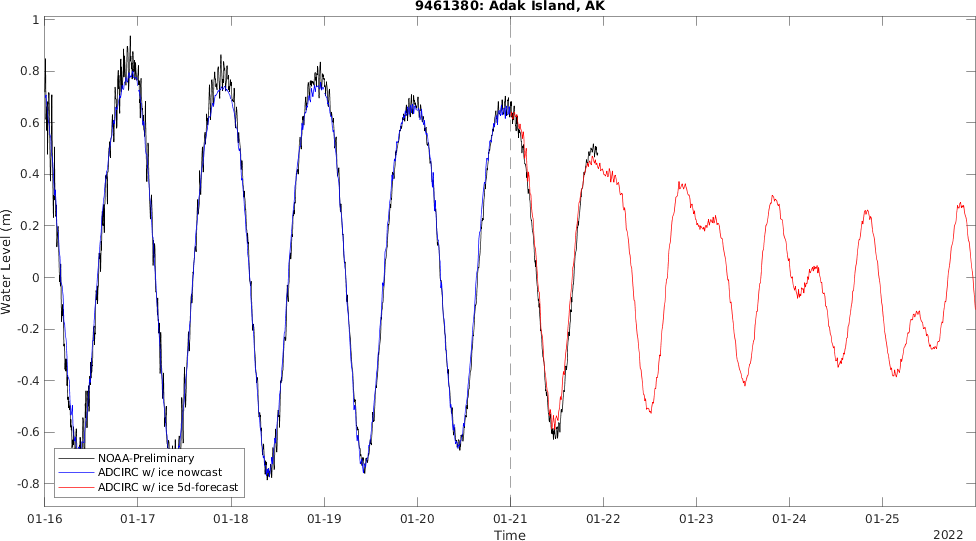 9461380: Adak Island, AK
Water Level (m)
1
0.8
0.6
0.4
0.2
0
-0.2
-0.4
-0.6
-0.8
NOAA-Preliminary
ADCIRC w/ ice nowcast
ADCIRC w/ ice 5d-forecast
01-16 01-17 01-18 01-19 01-20 01-21 01-22 01-23 01-24 01-25
Time
2022